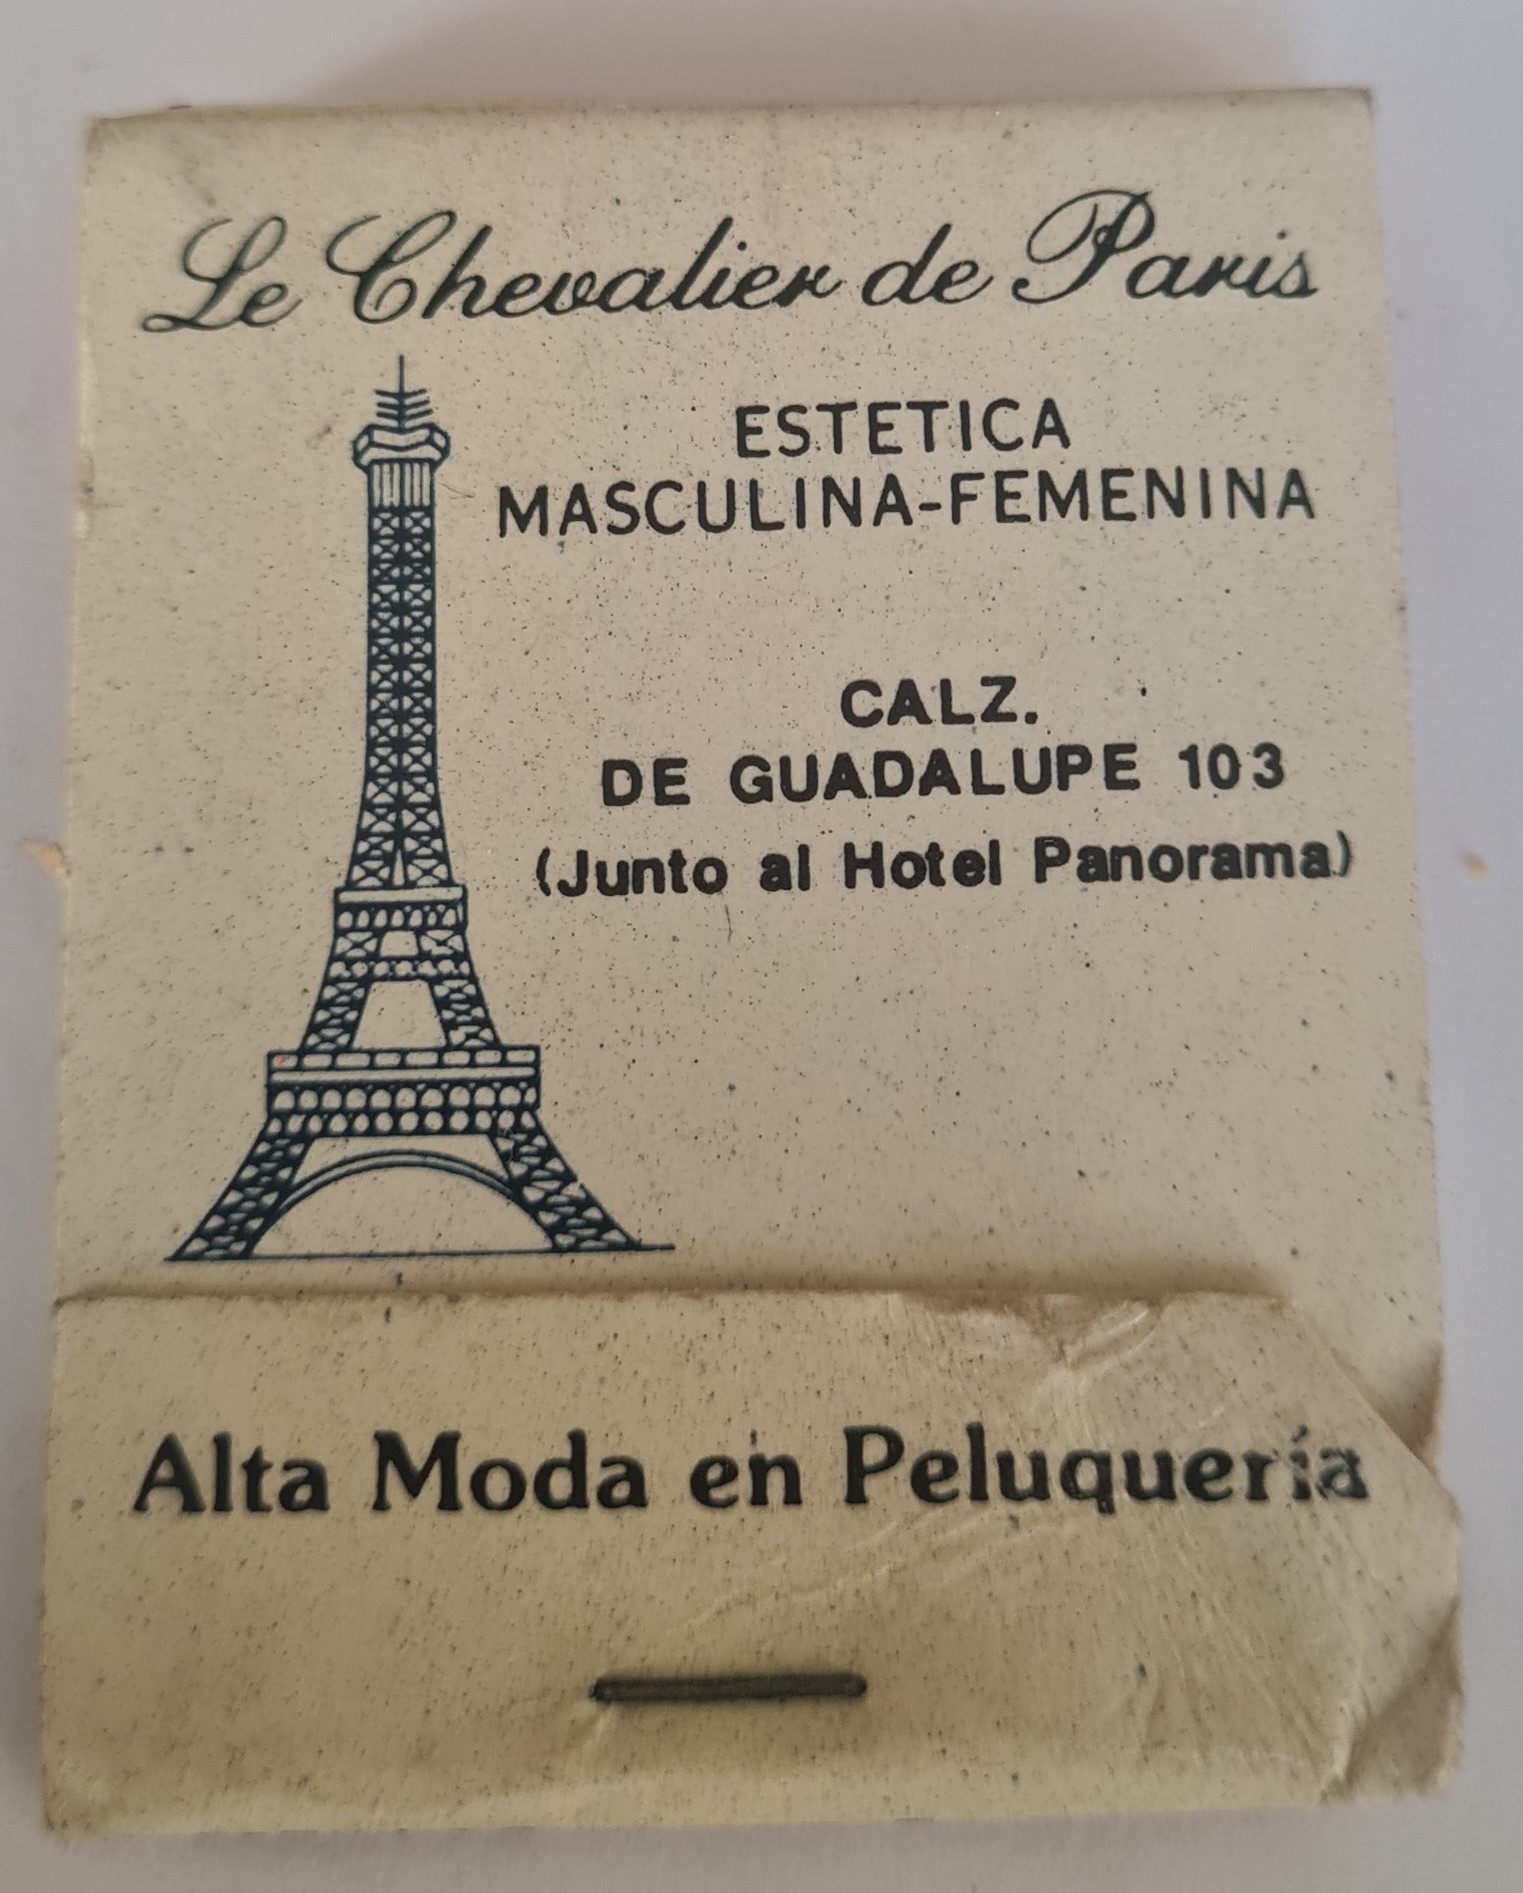 Le Chevalier de Paris
ESTETICA
MASCULINA-FEMENINA
CALZ.
DE GUADALUPE 103
(Junto al Hotel Panorama)
Alta Moda en Peluquería